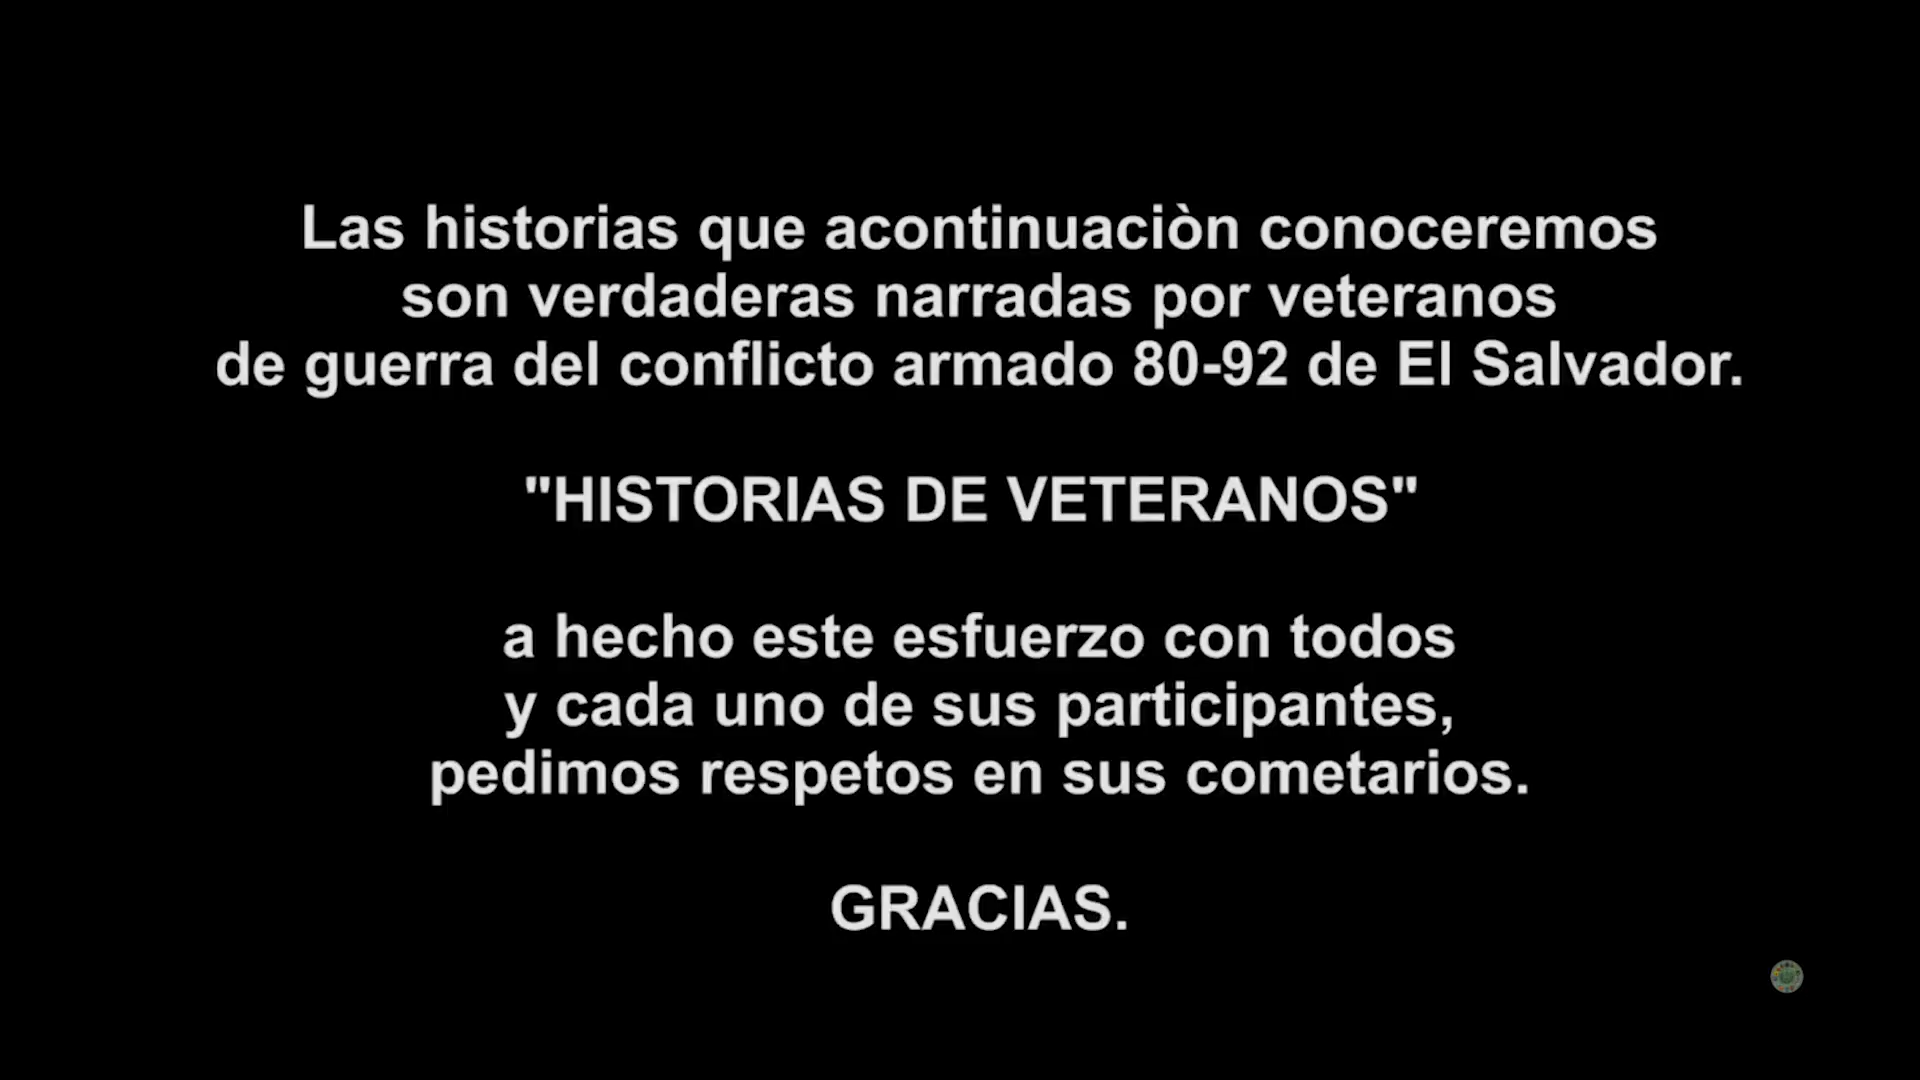 Las historias que acontinuaciòn conoceremos
son verdaderas narradas por veteranos
de guerra del conflicto armado 80-92 de El Salvador.
"HISTORIAS DE VETERANOS"
a hecho este esfuerzo con todos
y cada uno de sus participantes,
pedimos respetos en sus cometarios.
GRACIAS.